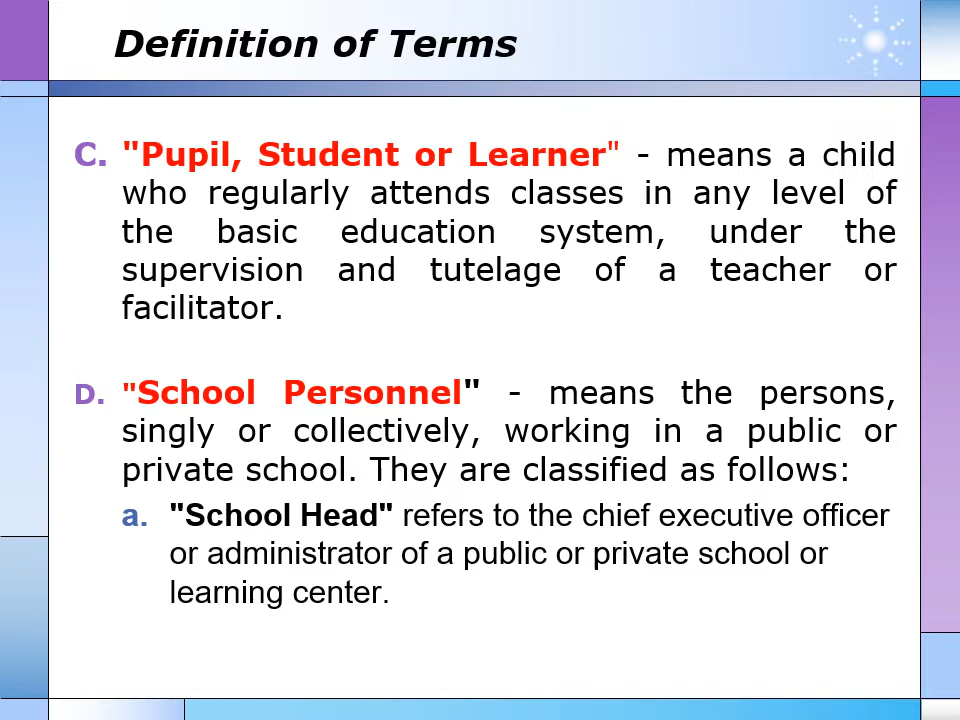 Definition of Terms
C. "Pupil, Student or Learner" - means a child
who regularly attends classes in any level of
the basic education system, under the
supervision and tutelage of a teacher or
facilitator.
D. "School Personnel" - means the persons,
singly or collectively, working in a public or
private school. They are classified as follows:
a. "School Head" refers to the chief executive officer
or administrator of a public or private school or
learning center.